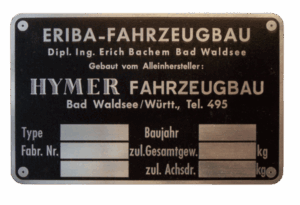 ERIBA-FAHRZEUGBAU
Dipl. Ing. Erich Bachem Bad Waldsee
Gebaut vom Alleinhersteller:
HYMER FAHRZEUGBAU
Bad Waldsee/Württ., Tel. 495
Type Baujahr
Fabr. Nr. zul.Gesamtgew. kg
zul. Achsdr. kg